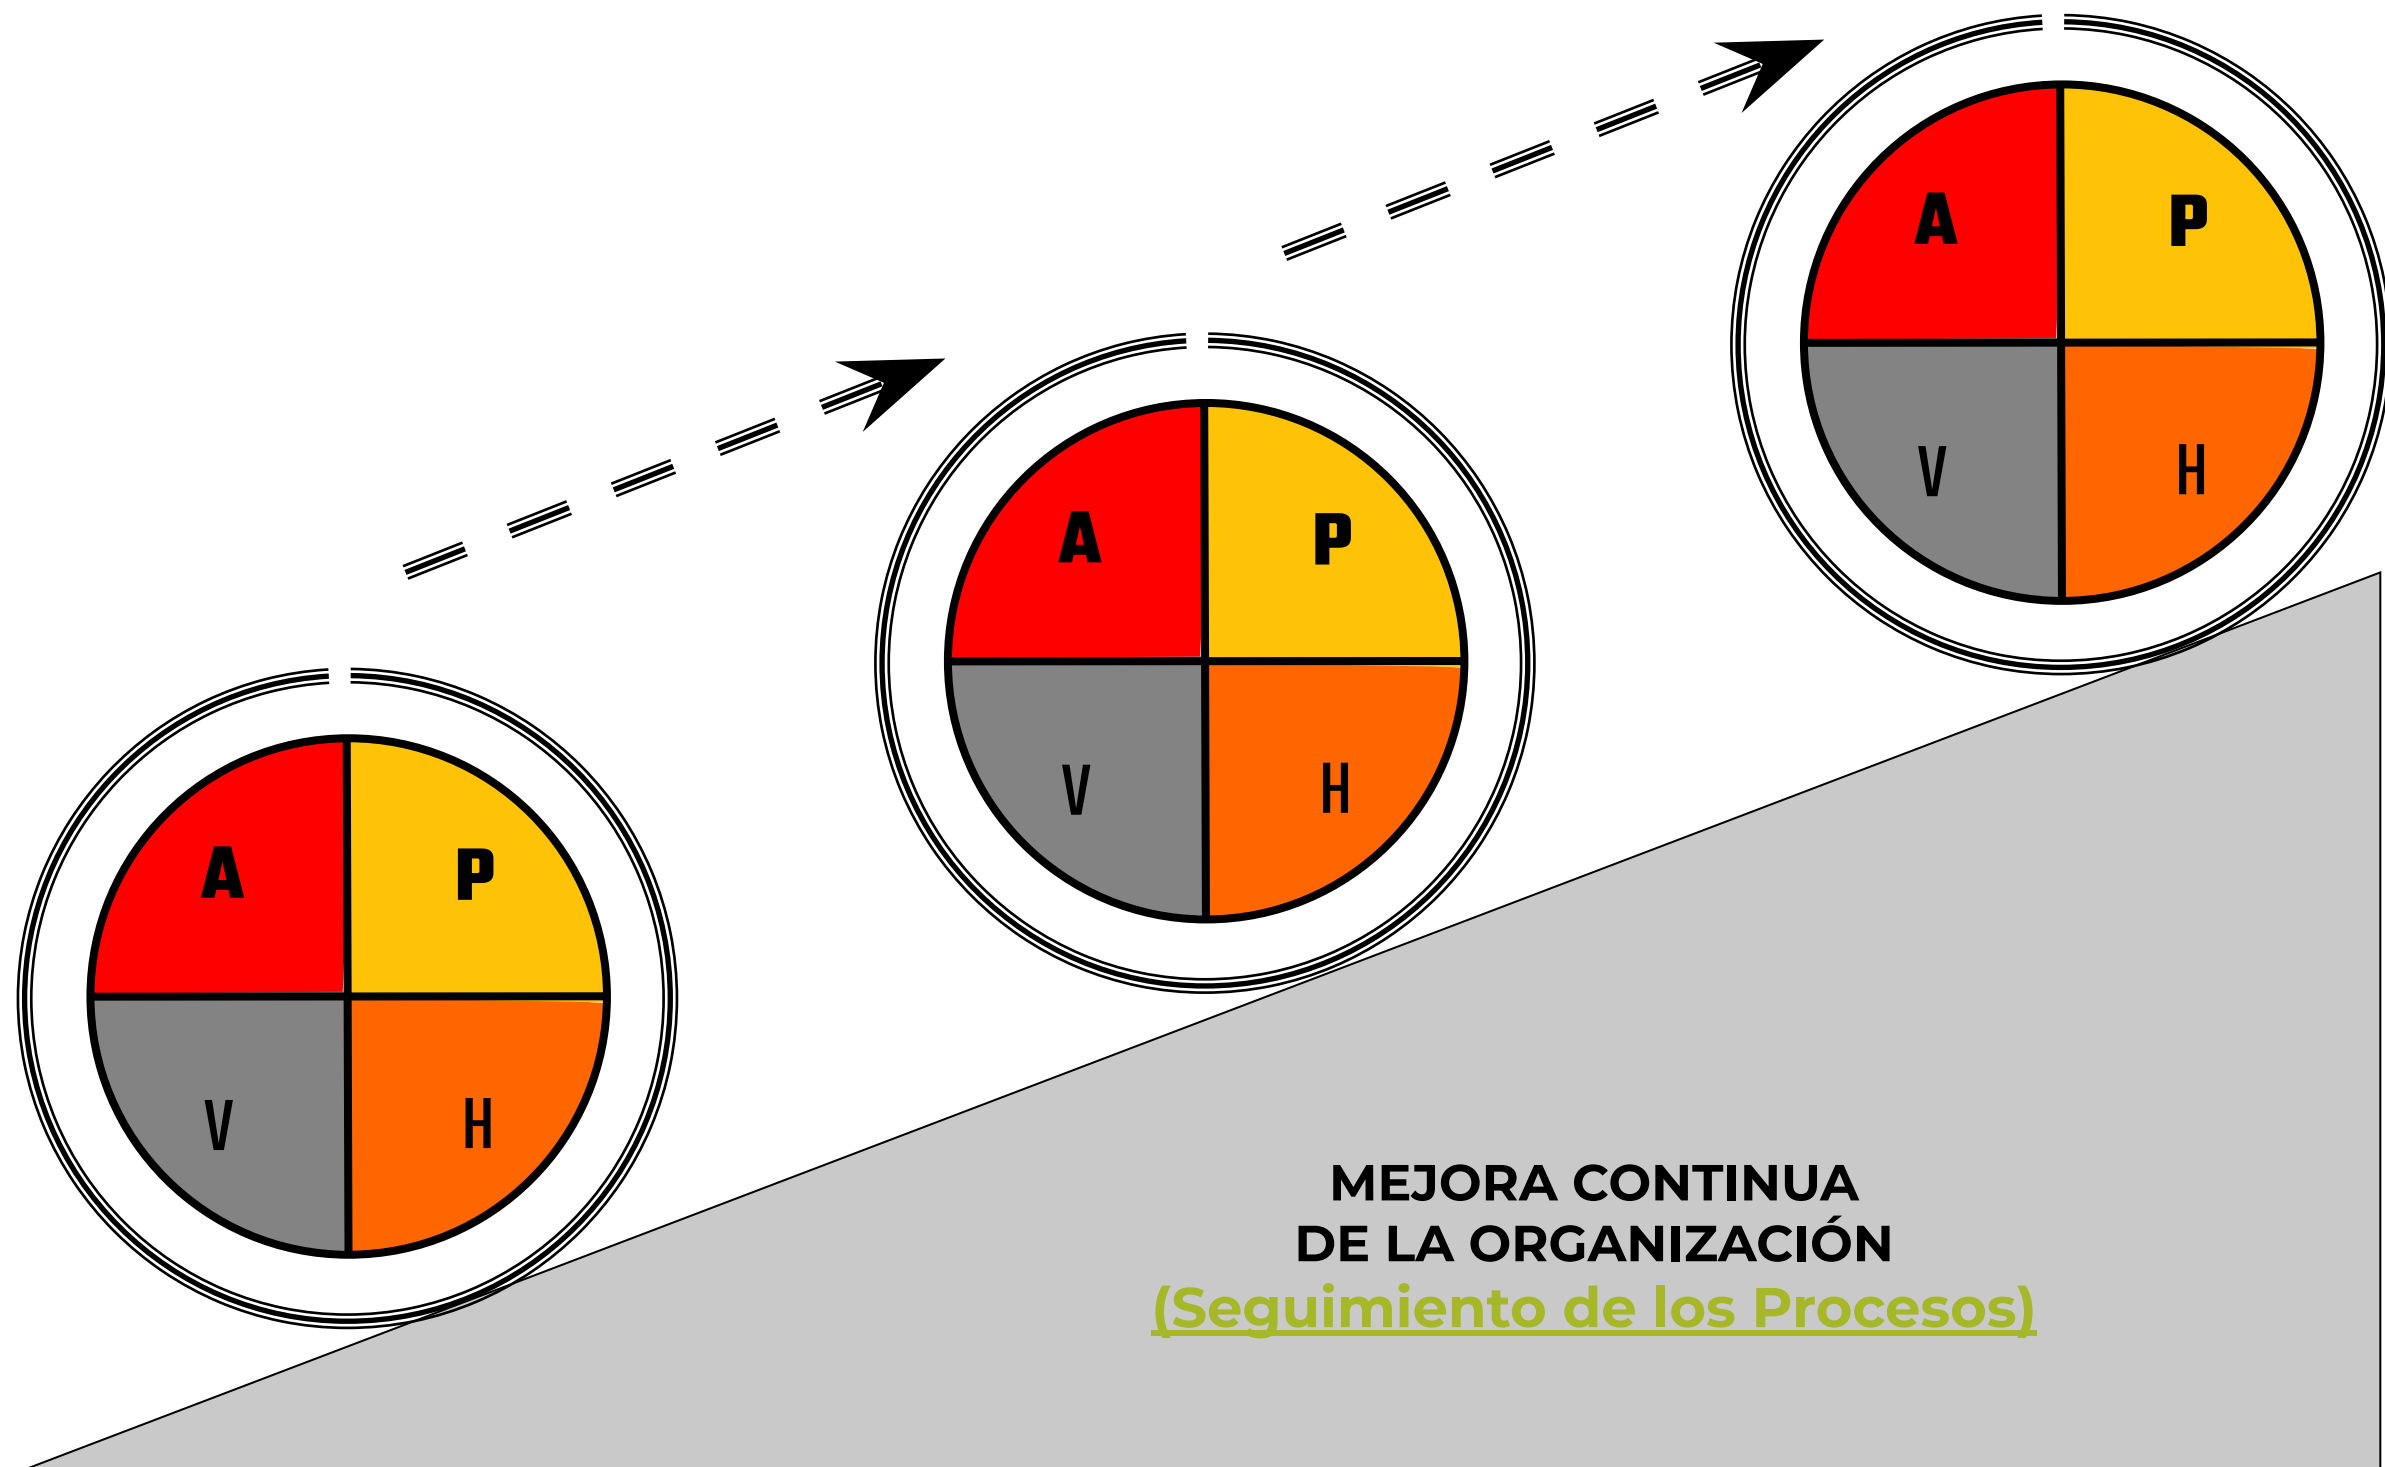 A P
V H
A P
V H
A P
V H
MEJORA CONTINUA
DE LA ORGANIZACIÓN
(Seguimiento de los Procesos)